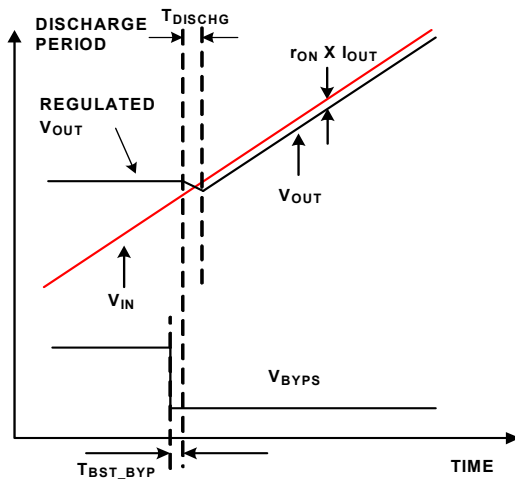 DISCHARGE
PERIOD
TDISCHG
rON X IOUT
REGULATED
VOUT
VOUT
VIN
VBYPS
TBST_BYP
TIME